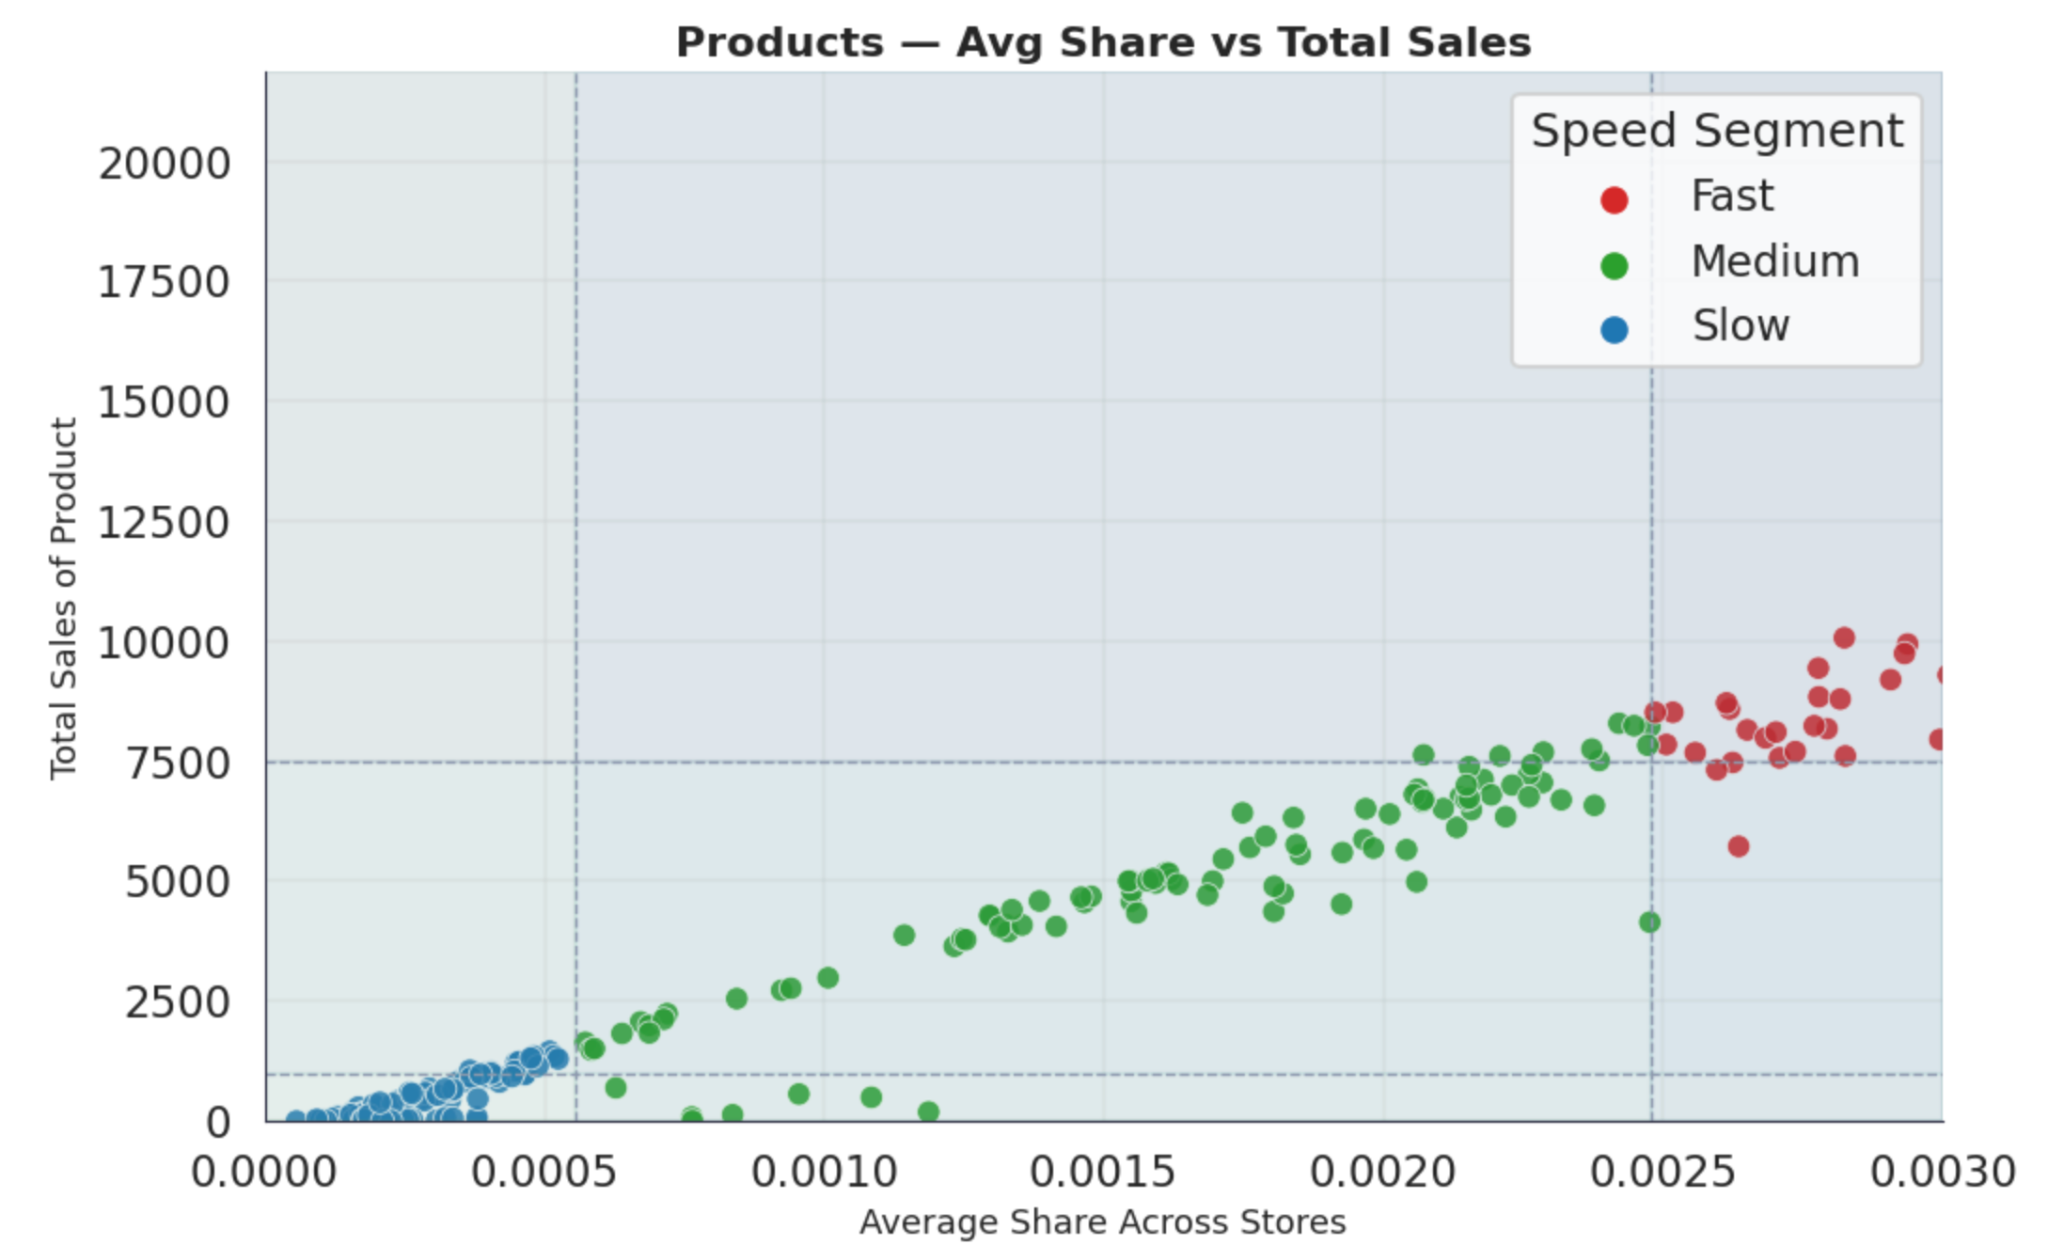 Products — Avg Share vs Total Sales
Speed Segment
Fast
Medium
Slow
Total Sales of Product
20000
17500
15000
12500
10000
7500
5000
2500
0
0.0000 0.0005 0.0010 0.0015 0.0020 0.0025 0.0030
Average Share Across Stores